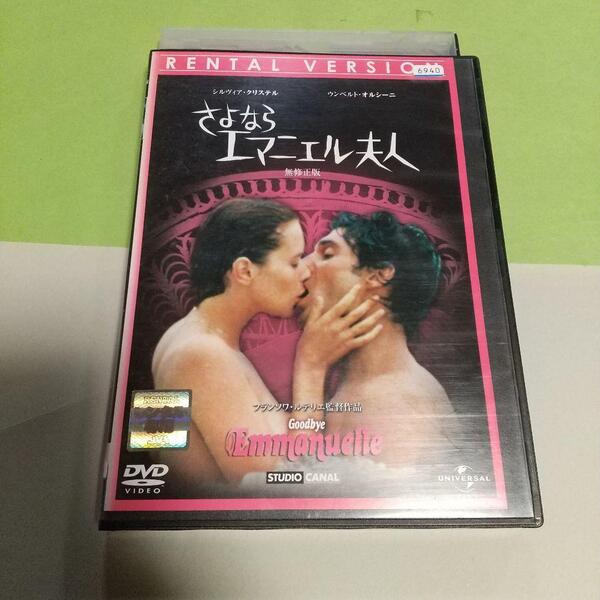 RENTAL VERSION
6940
シルヴィア・クリステル
ウンベルト・オルシーニ
さよなら
エマニエル夫人
無修正版
フランソワ・ルテリエ監督作品
Goodbye
Emmanuelle
STUDIO CANAL
DVD
VIDEO
UNIVERSAL